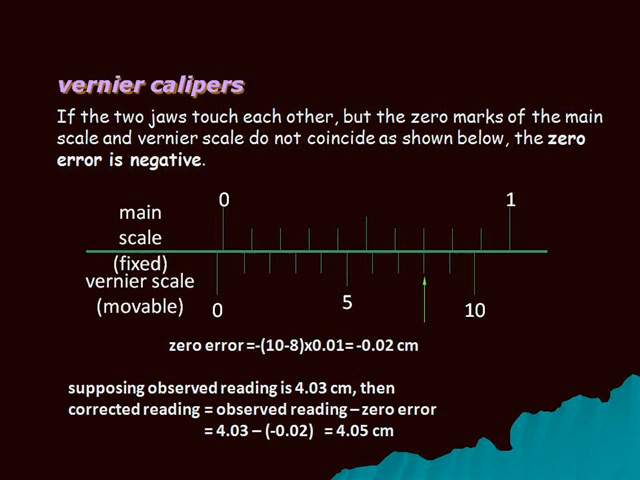 vernier calipers
If the two jaws touch each other, but the zero marks of the main
scale and vernier scale do not coincide as shown below, the zero
error is negative.
0 1
main
scale
(fixed)
vernier scale
(movable)
0 5 10
zero error =-(10-8)x0.01= -0.02 cm
supposing observed reading is 4.03 cm, then
corrected reading = observed reading – zero error
= 4.03 – (-0.02) = 4.05 cm